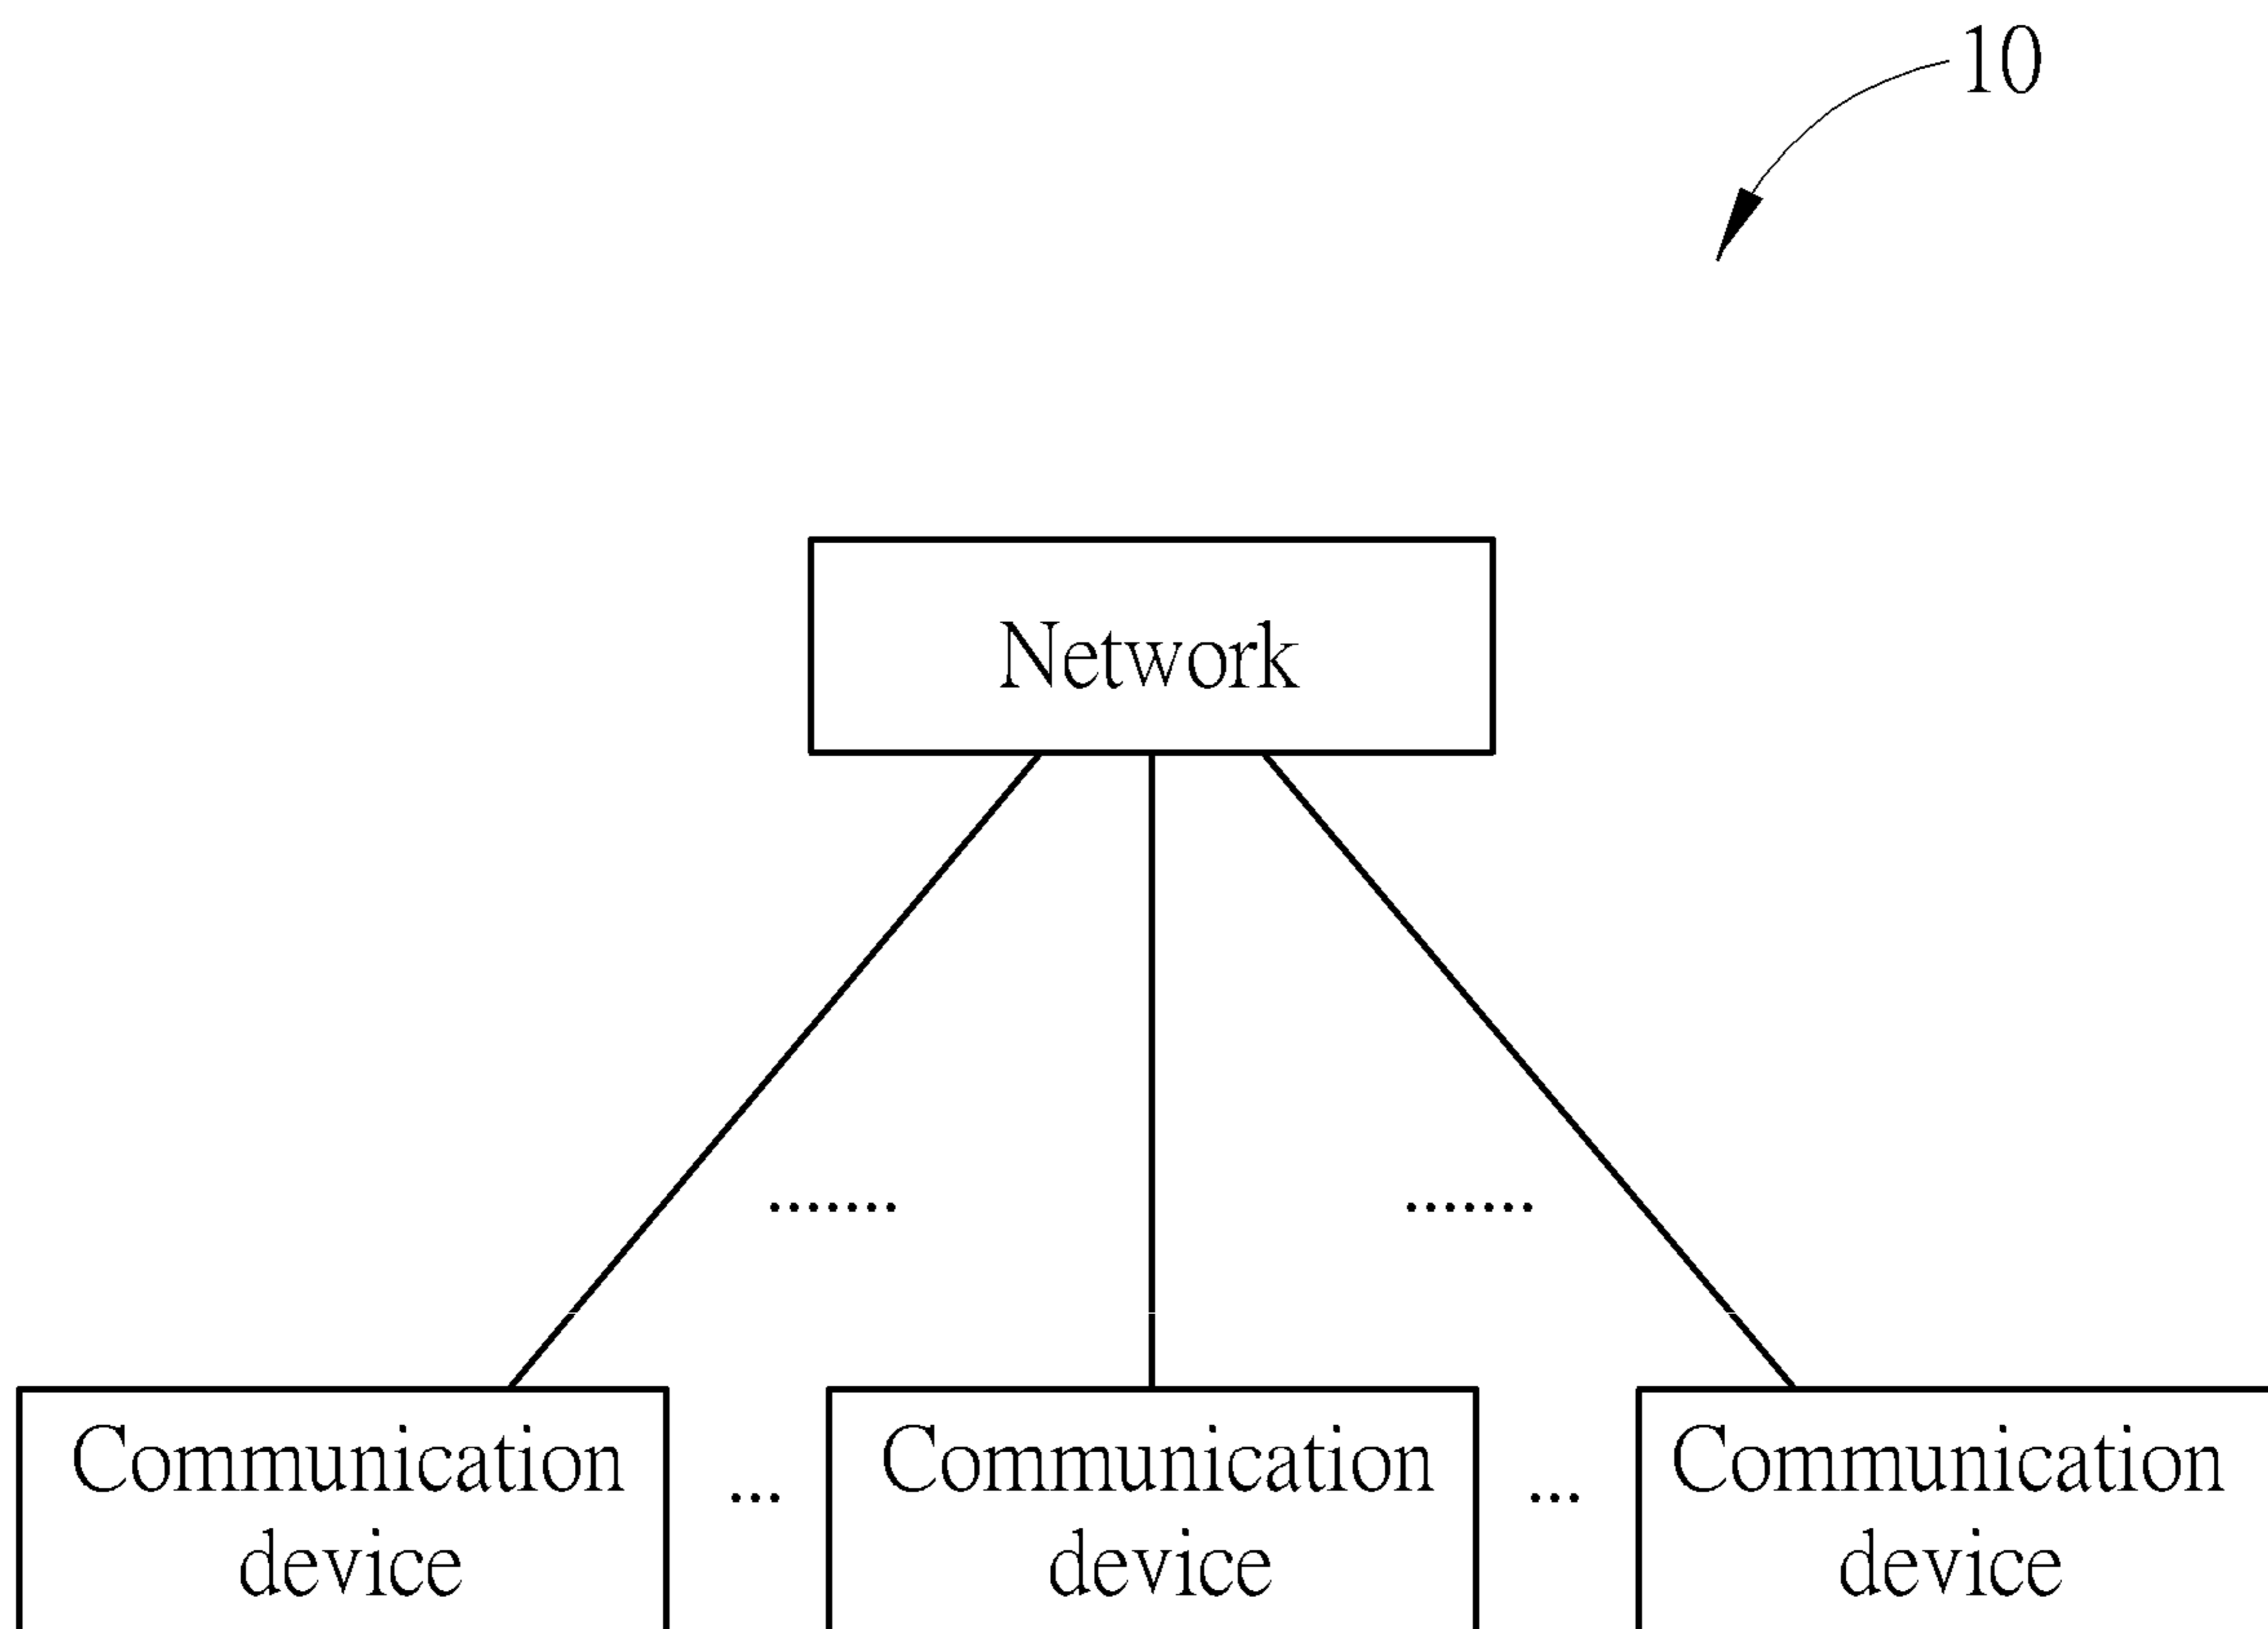 10
Network
.......
.......
Communication
device
...
Communication
device
...
Communication
device